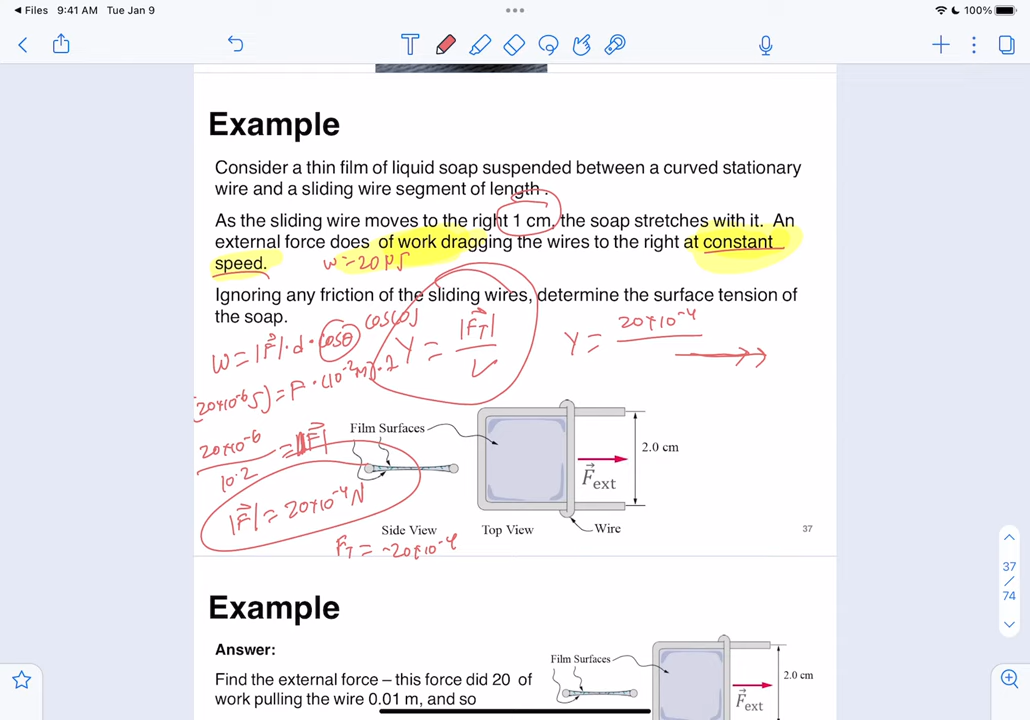 Files 9:41 AM Tue Jan 9
100%
Example
Consider a thin film of liquid soap suspended between a curved stationary
wire and a sliding wire segment of length .
As the sliding wire moves to the right 1 cm, the soap stretches with it. An
external force does of work dragging the wires to the right at constant
speed.
W = 20 μJ
Ignoring any friction of the sliding wires, determine the surface tension of
the soap.
W = |F|·d·cosθ
cos(0)
γ = |F_T| / L
γ = 20*10^-4
(20*10^-6 J) = F·(10^-2 M)·1
20*10^-6 / 10^-2 = |F|
|F| = 20*10^-4 N
F_T = -20*10^-4
Film Surfaces
2.0 cm
F ext
Side View
Top View
Wire
37
Example
Answer:
Find the external force – this force did 20 of
work pulling the wire 0.01 m, and so
Film Surfaces
2.0 cm
F ext
37
/
74